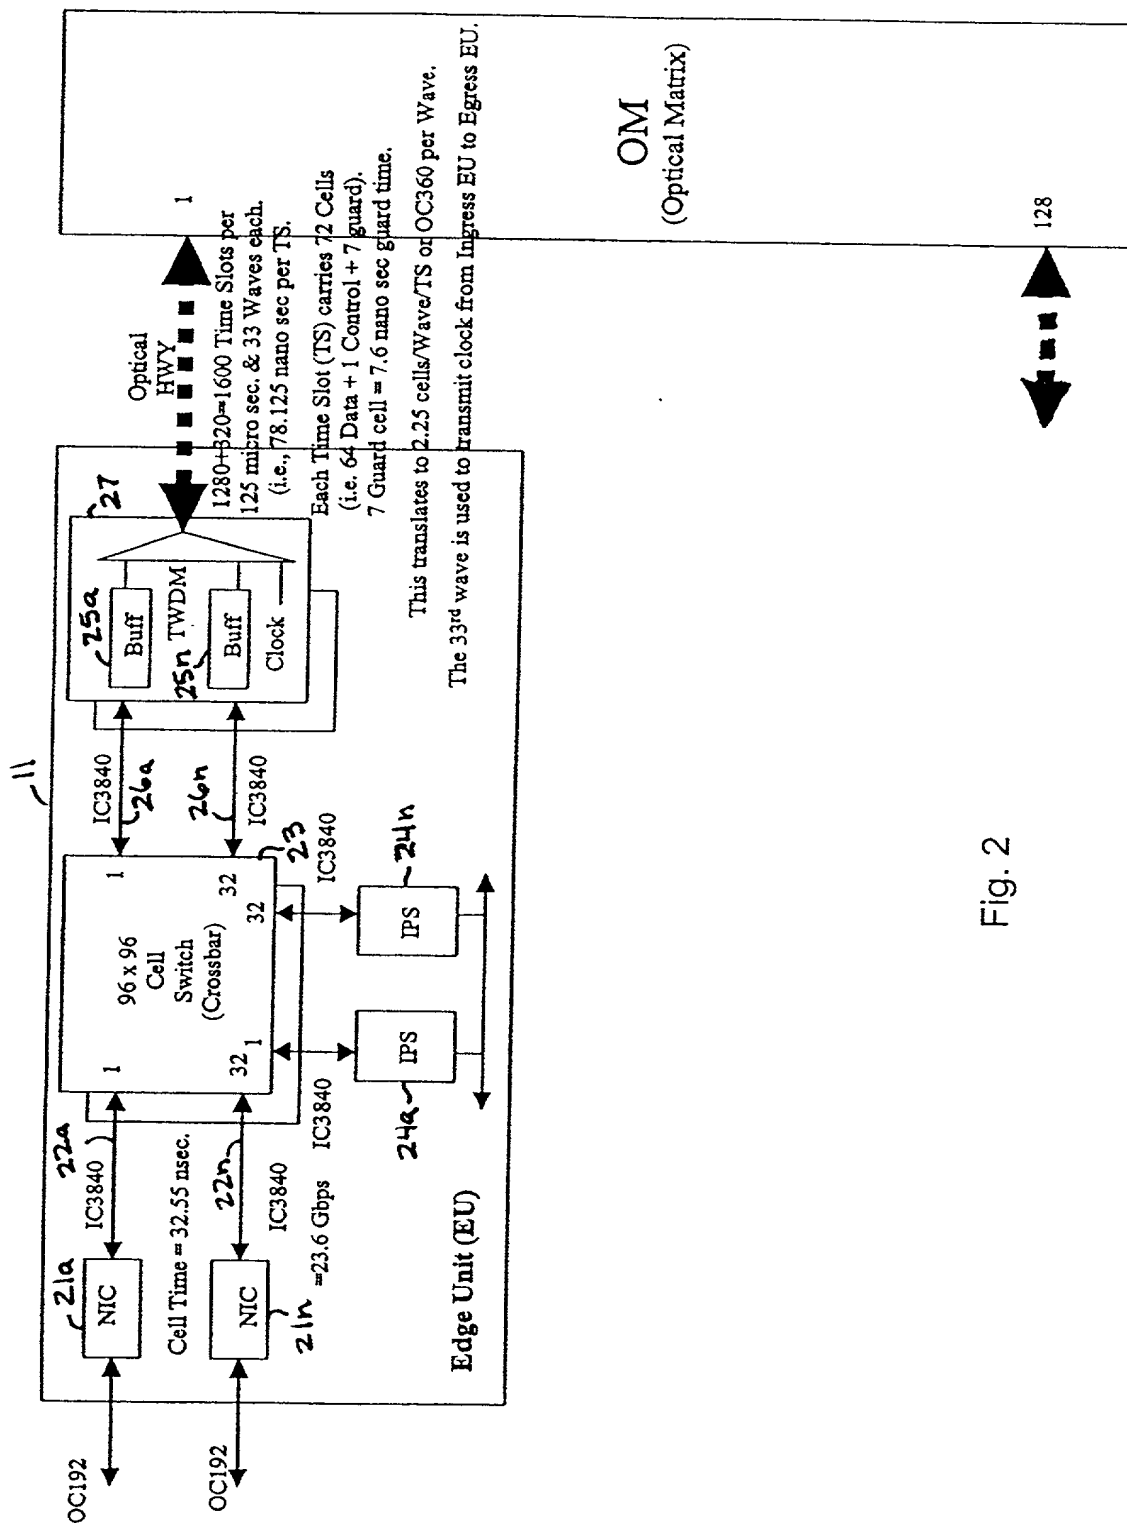 11
OC192
21a
NIC
22a
IC3840
Cell Time = 32.55 nsec.
OC192
NIC
21n
22n
IC3840
=23.6 Gbps
1
32
96 x 96
Cell
Switch
(Crossbar)
1
32
1
32
23
IC3840
IC3840
24a
IPS
24n
IPS
IC3840
26a
26n
IC3840
25a
Buff
TWDM
25n
Buff
Clock
27
Edge Unit (EU)
Optical
HWY
1280+320=1600 Time Slots per
125 micro sec. & 33 Waves each.
(i.e., 78.125 nano sec per TS.
Each Time Slot (TS) carries 72 Cells
(i.e. 64 Data + 1 Control + 7 guard).
7 Guard cell = 7.6 nano sec guard time.
This translates to 2.25 cells/Wave/TS or OC360 per Wave.
The 33rd wave is used to transmit clock from Ingress EU to Egress EU.
1
OM
(Optical Matrix)
128
Fig. 2